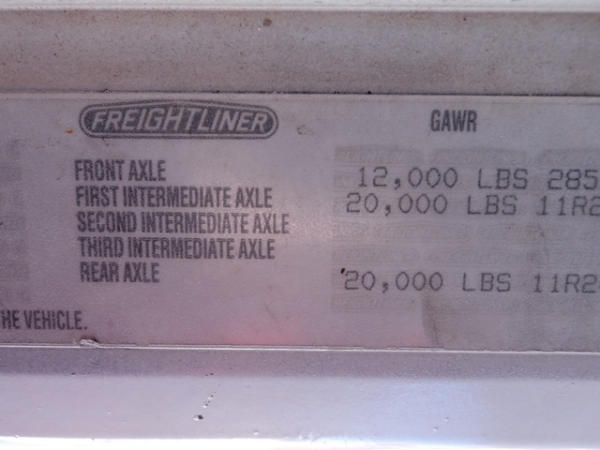 FREIGHTLINER GAWR
FRONT AXLE 12,000 LBS 285
FIRST INTERMEDIATE AXLE 20,000 LBS 11R2
SECOND INTERMEDIATE AXLE
THIRD INTERMEDIATE AXLE
REAR AXLE 20,000 LBS 11R2
HE VEHICLE.